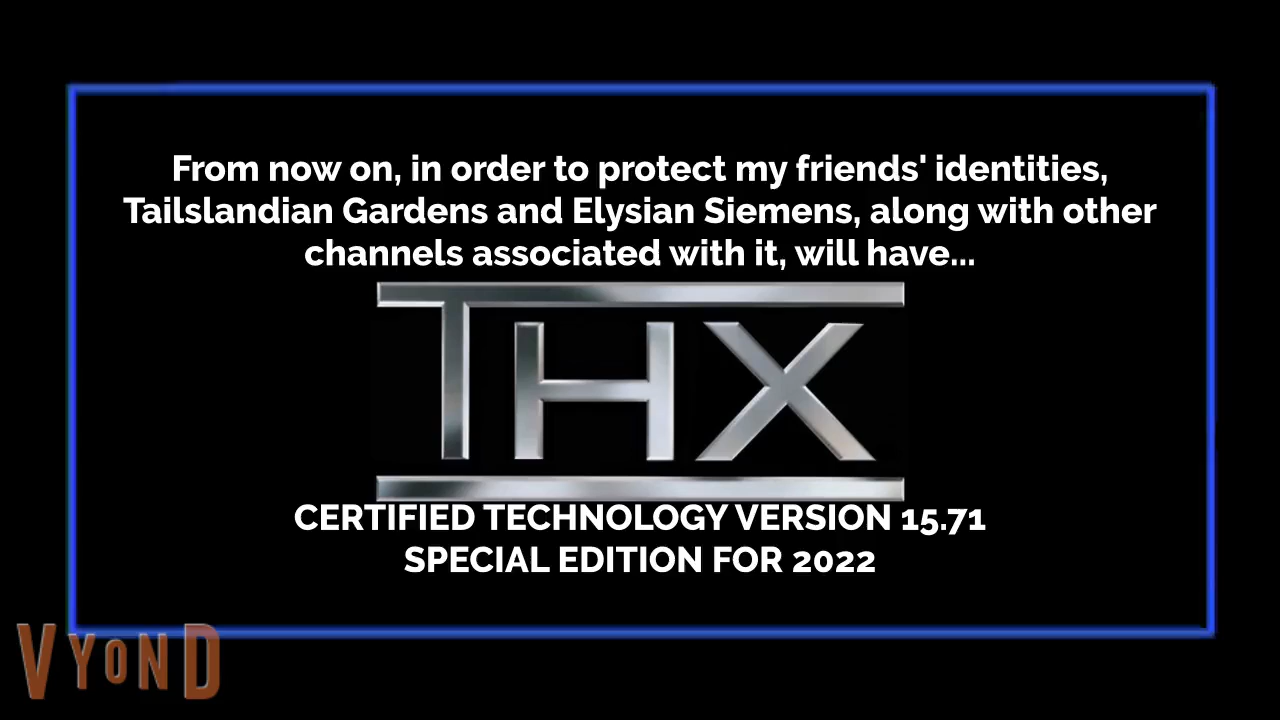 From now on, in order to protect my friends' identities,
Tailslandian Gardens and Elysian Siemens, along with other
channels associated with it, will have...
THX
CERTIFIED TECHNOLOGY VERSION 15.71
SPECIAL EDITION FOR 2022
VYOND